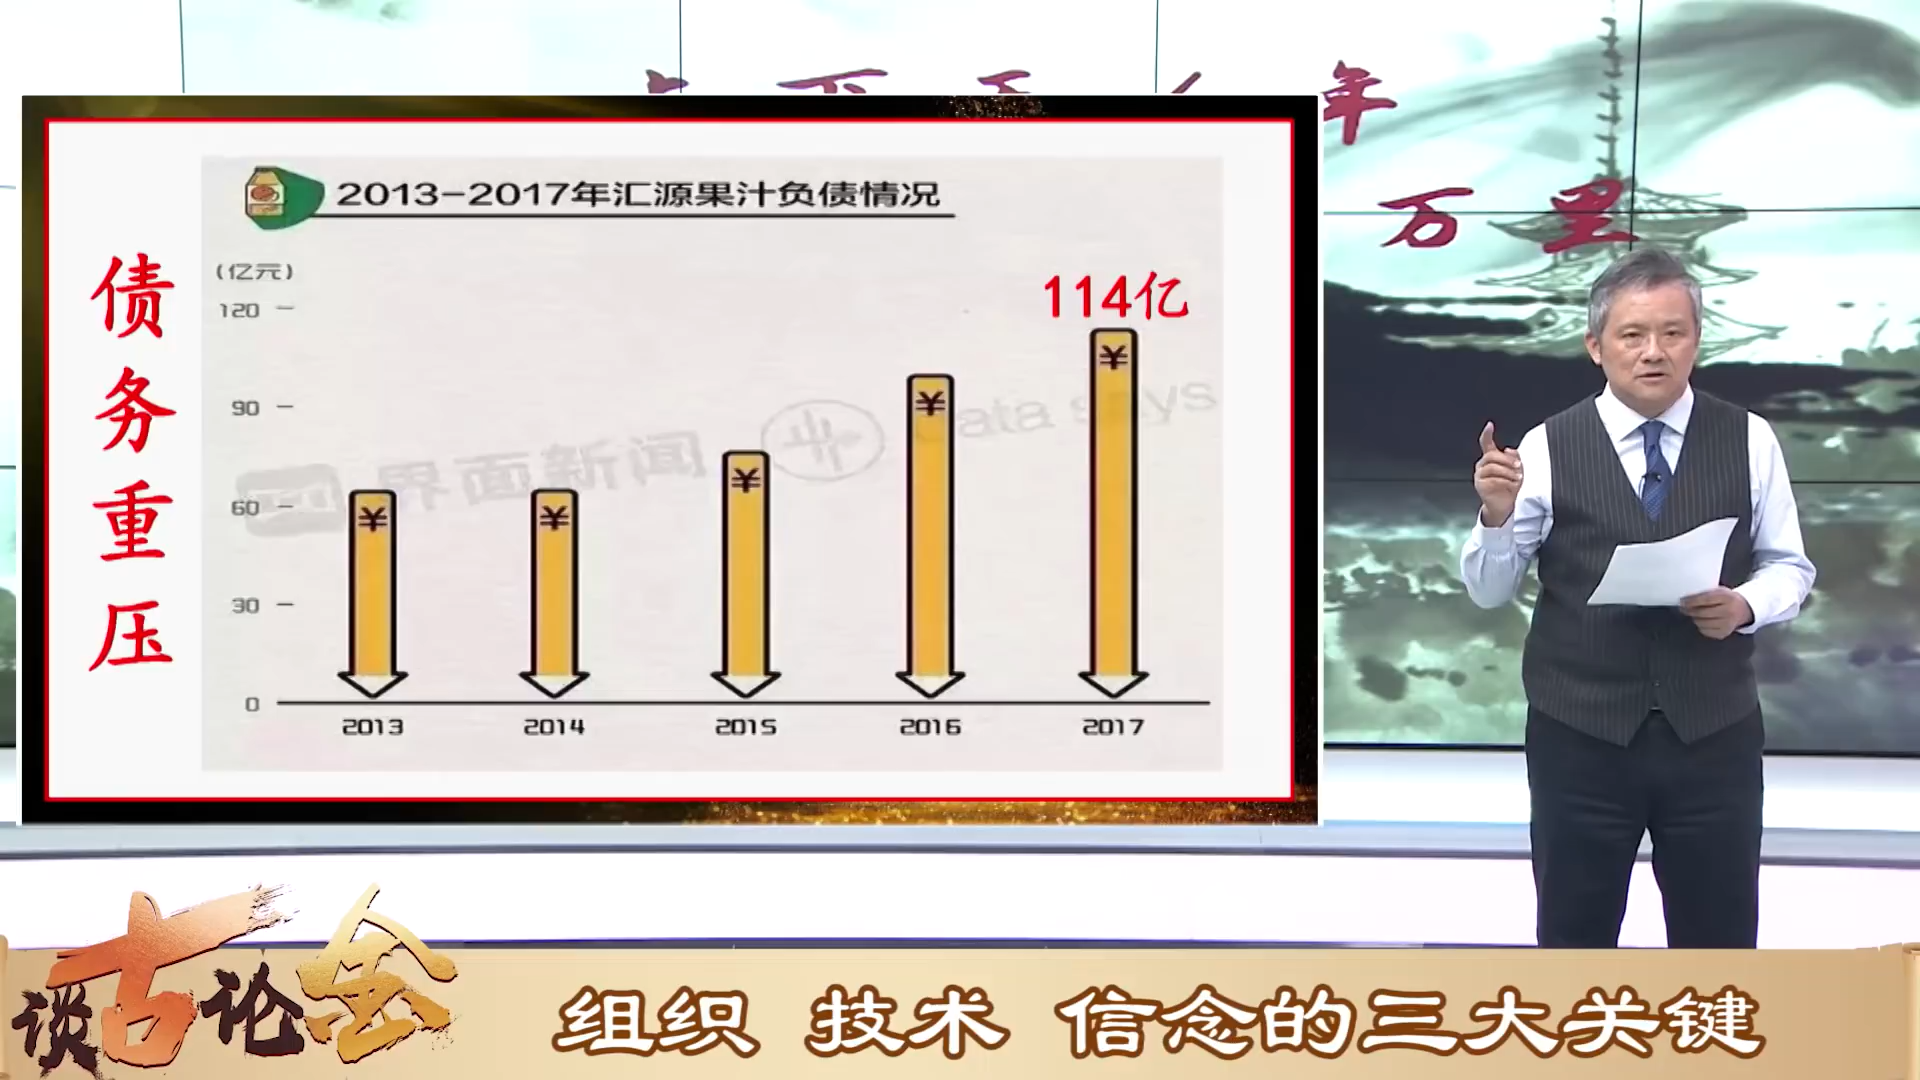 年
万里
2013-2017年汇源果汁负债情况
债务重压
(亿元)
120
90
60
30
0
114亿
¥
¥
¥
¥
¥
界面新闻
Data says
2013
2014
2015
2016
2017
谈古论金
组织 技术 信念的三大关键